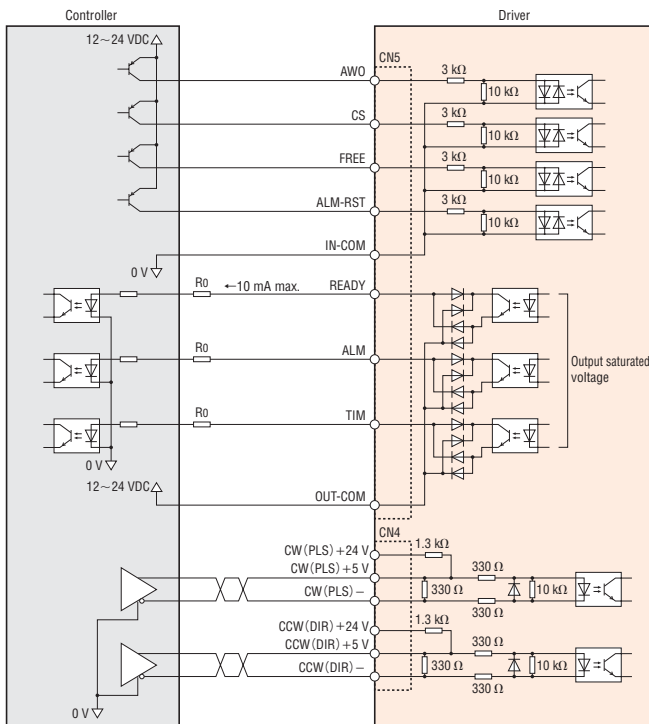 Controller
Driver
12~24 VDC
CN5
AWO
3 kΩ
10 kΩ
CS
3 kΩ
10 kΩ
FREE
3 kΩ
10 kΩ
ALM-RST
3 kΩ
10 kΩ
IN-COM
0 V
R0
←10 mA max.
READY
R0
ALM
Output saturated
voltage
R0
TIM
0 V
12~24 VDC
OUT-COM
CN4
CW(PLS)+24 V
1.3 kΩ
CW(PLS)+5 V
330 Ω
CW(PLS)−
330 Ω
10 kΩ
330 Ω
CCW(DIR)+24 V
1.3 kΩ
CCW(DIR)+5 V
330 Ω
CCW(DIR)−
330 Ω
10 kΩ
330 Ω
0 V